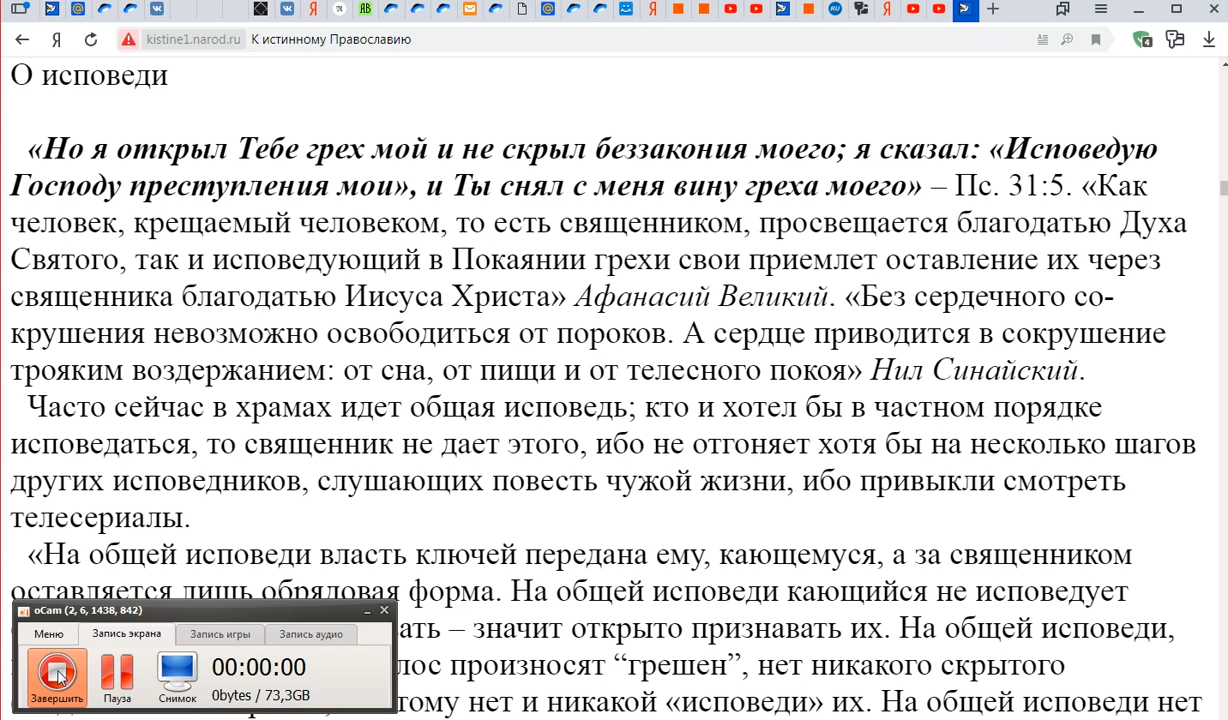 kistine1.narod.ru К истинному Православию
4
О исповеди
«Но я открыл Тебе грех мой и не скрыл беззакония моего; я сказал: «Исповедую
Господу преступления мои», и Ты снял с меня вину греха моего» – Пс. 31:5. «Как
человек, крещаемый человеком, то есть священником, просвещается благодатью Духа
Святого, так и исповедующий в Покаянии грехи свои приемлет оставление их через
священника благодатью Иисуса Христа» Афанасий Великий. «Без сердечного со-
крушения невозможно освободиться от пороков. А сердце приводится в сокрушение
трояким воздержанием: от сна, от пищи и от телесного покоя» Нил Синайский.
Часто сейчас в храмах идет общая исповедь; кто и хотел бы в частном порядке
исповедаться, то священник не дает этого, ибо не отгоняет хотя бы на несколько шагов
других исповедников, слушающих повесть чужой жизни, ибо привыкли смотреть
телесериалы.
«На общей исповеди власть ключей передана ему, кающемуся, а за священником
оставляется лишь обрядовая форма. На общей исповеди кающийся не исповедует
ать – значит открыто признавать их. На общей исповеди,
лос произносят “грешен”, нет никакого скрытого
тому нет и никакой «исповеди» их. На общей исповеди нет
oCam (2, 6, 1438, 842)
Меню Запись экрана Запись игры Запись аудио
00:00:00
0bytes / 73,3GB
Завершить Пауза Снимок